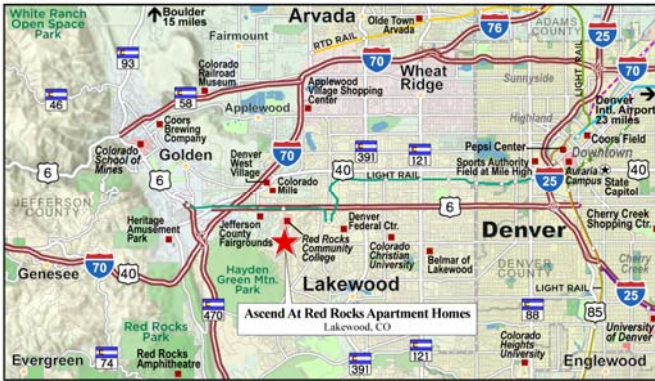 White Ranch
Open Space
Park
Boulder
15 miles
Arvada
Olde Town
Arvada
ADAMS
COUNTY
Fairmount
RTD RAIL
76
25
93
70
LIGHT RAIL
70
Colorado
Railroad
Museum
Applewood
Village Shopping
Center
Wheat
Ridge
Sunnyside
46
58
Applewood
Highland
Denver
Intl. Airport
23 miles
Coors
Brewing
Company
Colorado
School of
Mines
Golden
70
Denver
West
Village
391
121
Pepsi Center
Coors Field
Downtown
6
6
40
LIGHT RAIL
Sports Authority
Field at Mile High
25
Auraria
Campus
State
Capitol
40
Colorado
Mills
JEFFERSON
COUNTY
6
Heritage
Amusement
Park
Jefferson
County
Fairgrounds
Red Rocks
Community
College
Denver
Federal Ctr.
Colorado
Christian
University
Belmar of
Lakewood
Denver
Cherry Creek
Shopping Ctr.
DENVER
COUNTY
Cherry
Creek
Genesee
70
40
Hayden
Green Mtn.
Park
Lakewood
LIGHT RAIL
25
470
Ascend At Red Rocks Apartment Homes
Lakewood, CO
88
85
University
of Denver
Red Rocks
Park
Evergreen
74
Red Rocks
Amphitheatre
391
121
Colorado
Heights
University
Englewood